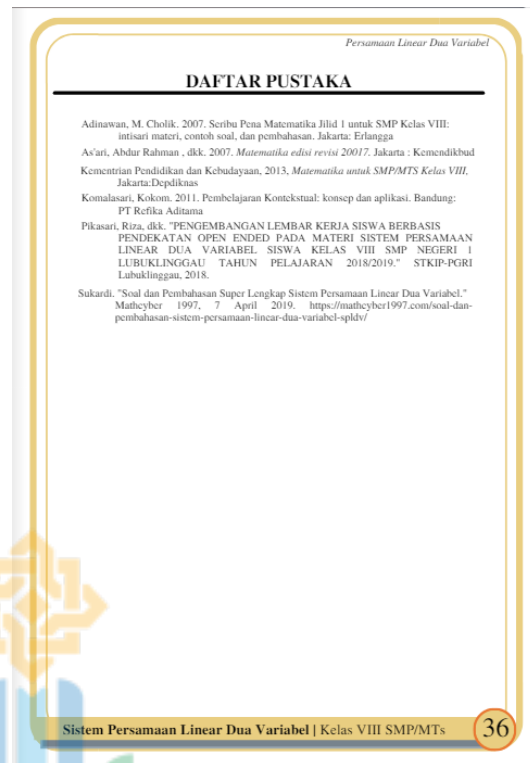 Persamaan Linear Dua Variabel
DAFTAR PUSTAKA
Adinawan, M. Cholik. 2007. Seribu Pena Matematika Jilid 1 untuk SMP Kelas VIII:
intisari materi, contoh soal, dan pembahasan. Jakarta: Erlangga
As'ari, Abdur Rahman , dkk. 2007. Matematika edisi revisi 20017. Jakarta : Kemendikbud
Kementrian Pendidikan dan Kebudayaan, 2013, Matematika untuk SMP/MTS Kelas VIII,
Jakarta:Depdiknas
Komalasari, Kokom. 2011. Pembelajaran Kontekstual: konsep dan aplikasi. Bandung:
PT Refika Aditama
Pikasari, Riza, dkk. "PENGEMBANGAN LEMBAR KERJA SISWA BERBASIS
PENDEKATAN OPEN ENDED PADA MATERI SISTEM PERSAMAAN
LINEAR DUA VARIABEL SISWA KELAS VIII SMP NEGERI 1
LUBUKLINGGAU TAHUN PELAJARAN 2018/2019." STKIP-PGRI
Lubuklinggau, 2018.
Sukardi. "Soal dan Pembahasan Super Lengkap Sistem Persamaan Linear Dua Variabel."
Mathcyber 1997, 7 April 2019. https://mathcyber1997.com/soal-dan-
pembahasan-sistem-persamaan-linear-dua-variabel-spldv/
Sistem Persamaan Linear Dua Variabel | Kelas VIII SMP/MTs
36